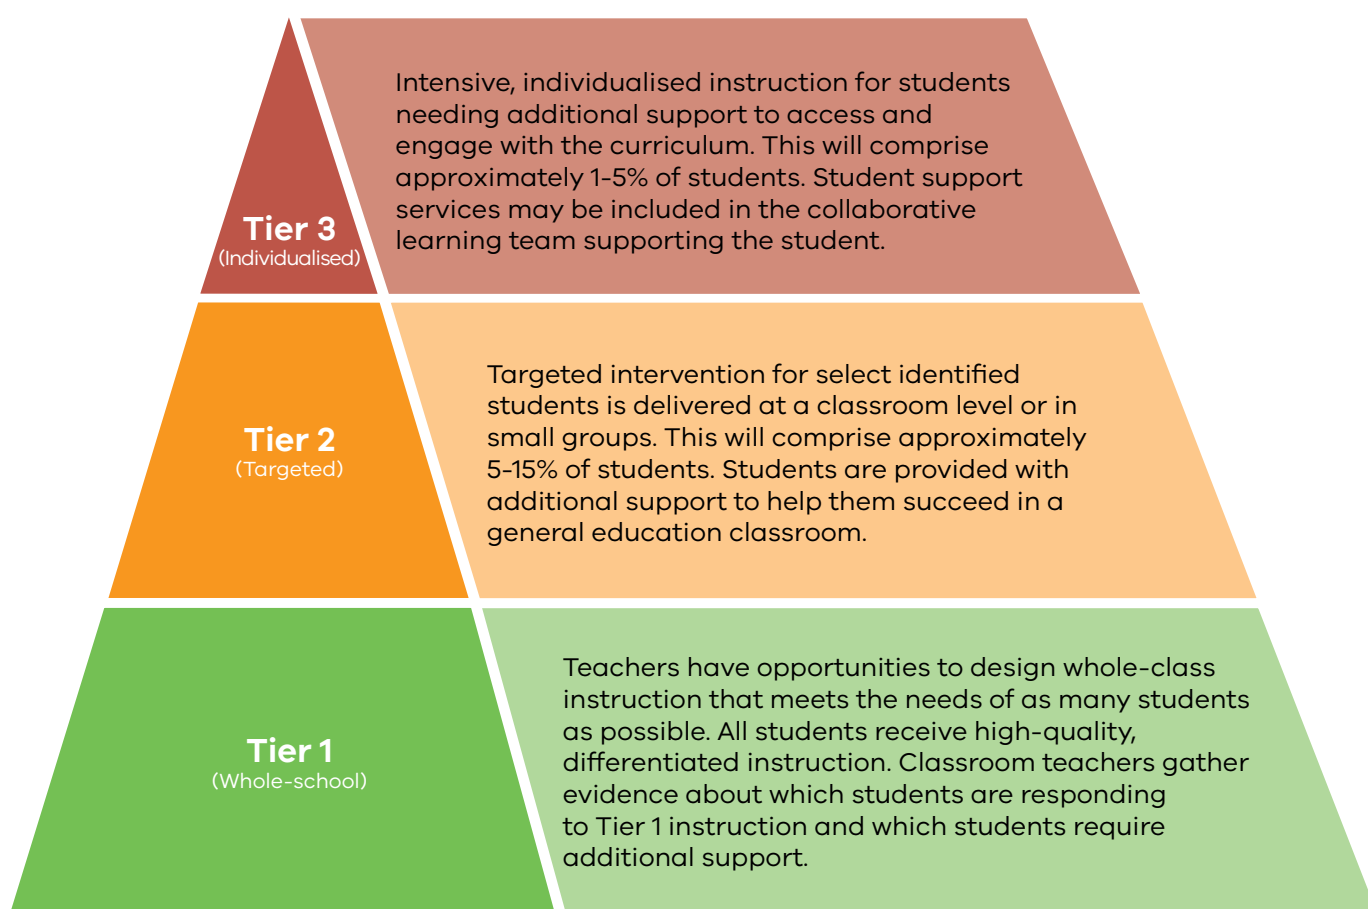 Intensive, individualised instruction for students
needing additional support to access and
engage with the curriculum. This will comprise
approximately 1-5% of students. Student support
services may be included in the collaborative
learning team supporting the student.
Tier 3
(Individualised)
Targeted intervention for select identified
students is delivered at a classroom level or in
small groups. This will comprise approximately
5-15% of students. Students are provided with
additional support to help them succeed in a
general education classroom.
Tier 2
(Targeted)
Teachers have opportunities to design whole-class
instruction that meets the needs of as many students
as possible. All students receive high-quality,
differentiated instruction. Classroom teachers gather
evidence about which students are responding
to Tier 1 instruction and which students require
additional support.
Tier 1
(Whole-school)